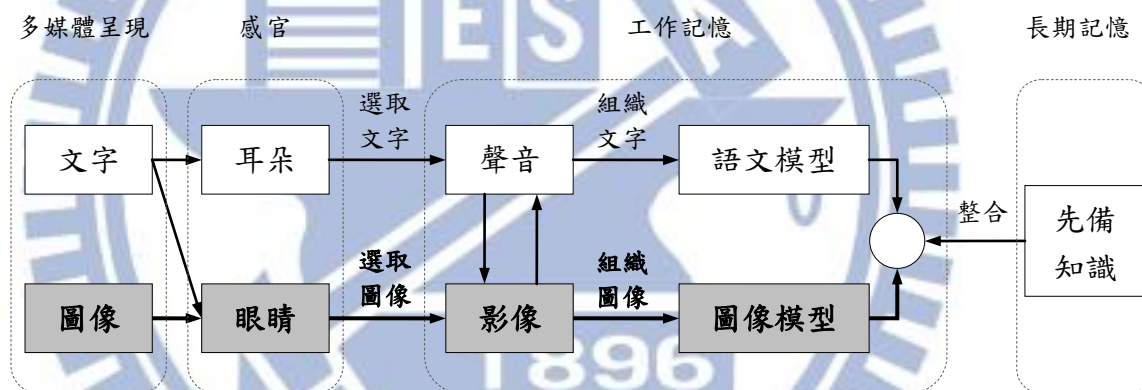 多媒體呈現
感官
工作記憶
長期記憶
文字
耳朵
選取
文字
聲音
組織
文字
語文模型
整合
先備
知識
圖像
眼睛
選取
圖像
影像
組織
圖像
圖像模型
ESA
1896